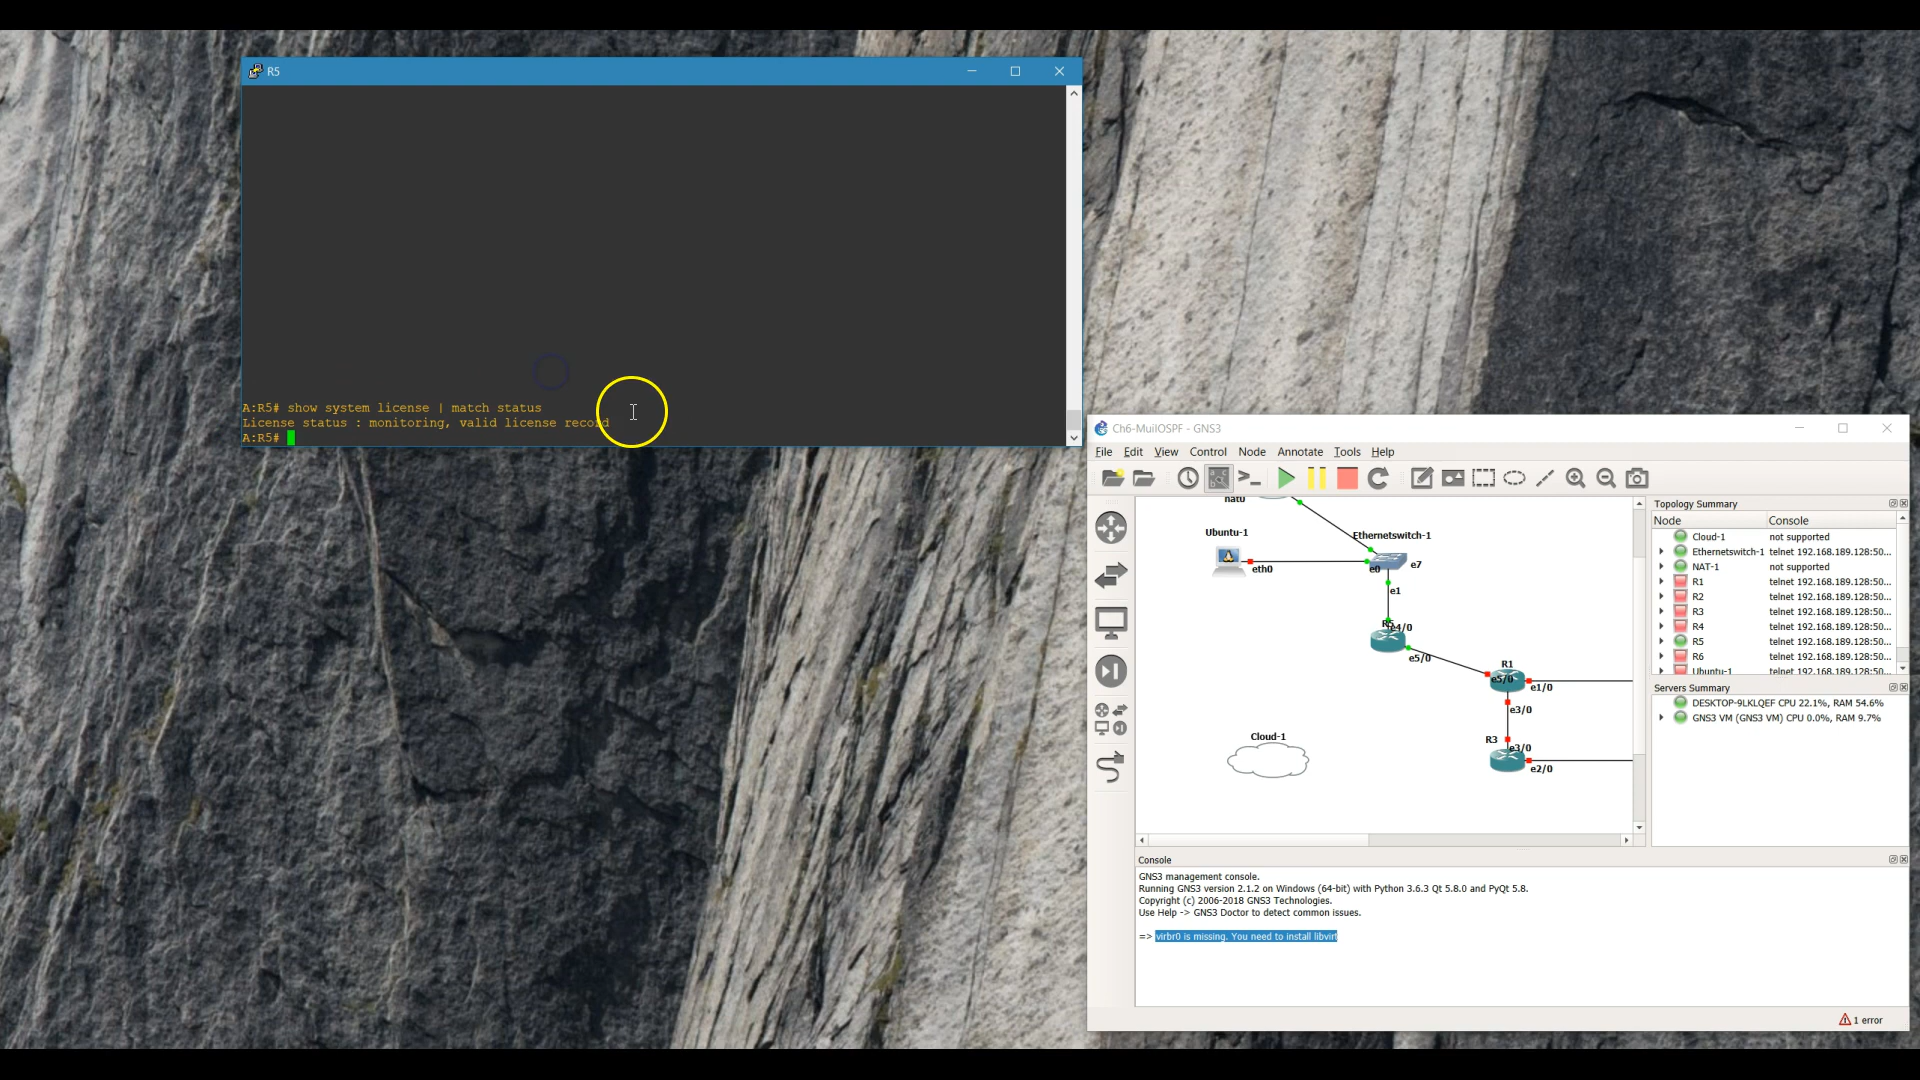 R5
A:R5# show system license | match status
License status : monitoring, valid license record
A:R5#
Ch6-MuilOSPF - GNS3
File Edit View Control Node Annotate Tools Help
Ubuntu-1
eth0
Ethernetswitch-1
e0
e7
e1
e4/0
e5/0
R1
e5/0
e1/0
e3/0
R3
e3/0
e2/0
Cloud-1
Topology Summary
Node Console
Cloud-1 not supported
Ethernetswitch-1 telnet 192.168.189.128:50...
NAT-1 not supported
R1 telnet 192.168.189.128:50...
R2 telnet 192.168.189.128:50...
R3 telnet 192.168.189.128:50...
R4 telnet 192.168.189.128:50...
R5 telnet 192.168.189.128:50...
R6 telnet 192.168.189.128:50...
Ubuntu-1 telnet 192.168.189.128:50...
Servers Summary
DESKTOP-9LKLQEF CPU 22.1%, RAM 54.6%
GNS3 VM (GNS3 VM) CPU 0.0%, RAM 9.7%
Console
GNS3 management console.
Running GNS3 version 2.1.2 on Windows (64-bit) with Python 3.6.3 Qt 5.8.0 and PyQt 5.8.
Copyright (c) 2006-2018 GNS3 Technologies.
Use Help -> GNS3 Doctor to detect common issues.
=> virbr0 is missing. You need to install libvirt
1 error